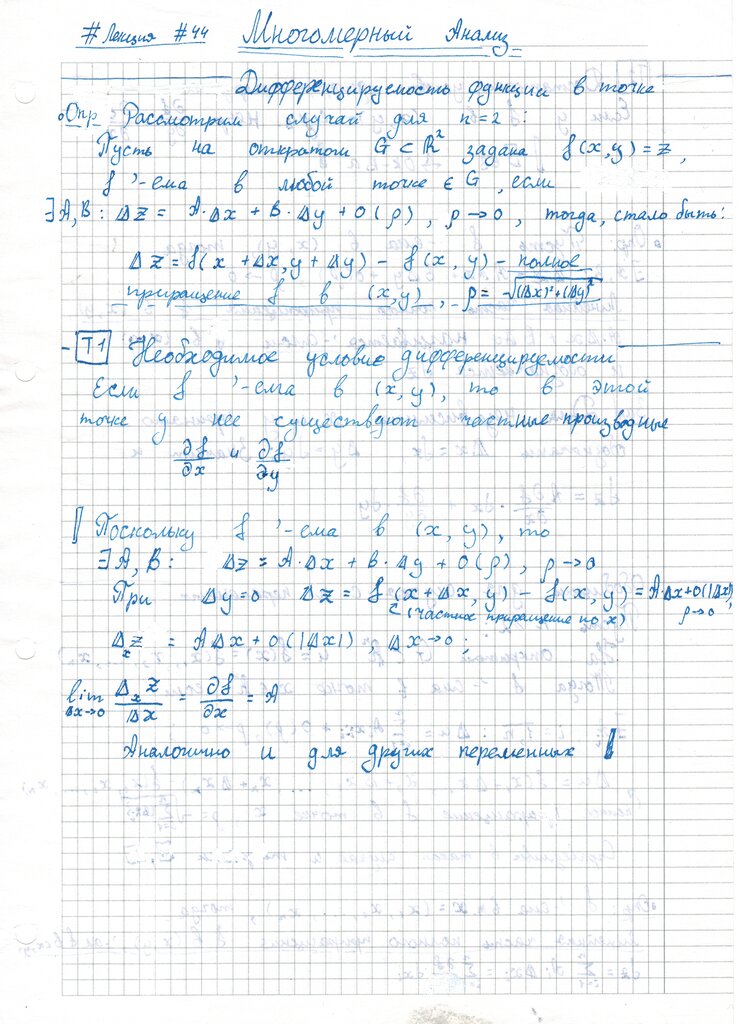 # Лекция #44 Многомерный Анализ
Дифференцируемость функции в точке
Опр Рассмотрим случай для n=2:
Пусть на открытом G ⊂ ℝ² задана f(x,y)=z,
f '-ема в любой точке ∈ G, если
∃ A, B: Δz = A·Δx + B·Δy + o(ρ), ρ→0, тогда, стало быть:
Δz = f(x+Δx, y+Δy) - f(x,y) - полное
приращение f в (x,y), ρ = √((Δx)²+(Δy)²)
T1 Необходимое условие дифференцируемости
Если f '-ема в (x,y), то в этой
точке у нее существуют частные производные
∂f/∂x и ∂f/∂y
Поскольку f '-ема в (x,y), то
∃ A, B: Δz = A·Δx + B·Δy + o(ρ), ρ→0
При Δy=0 Δz = f(x+Δx, y) - f(x,y) = A·Δx+o(|Δx|),
(частных приращение по x) ρ→0
Δₓz = AΔx + o(|Δx|), Δx→0;
lim Δx→0 Δₓz/Δx = ∂f/∂x = A
Аналогично и для других переменных